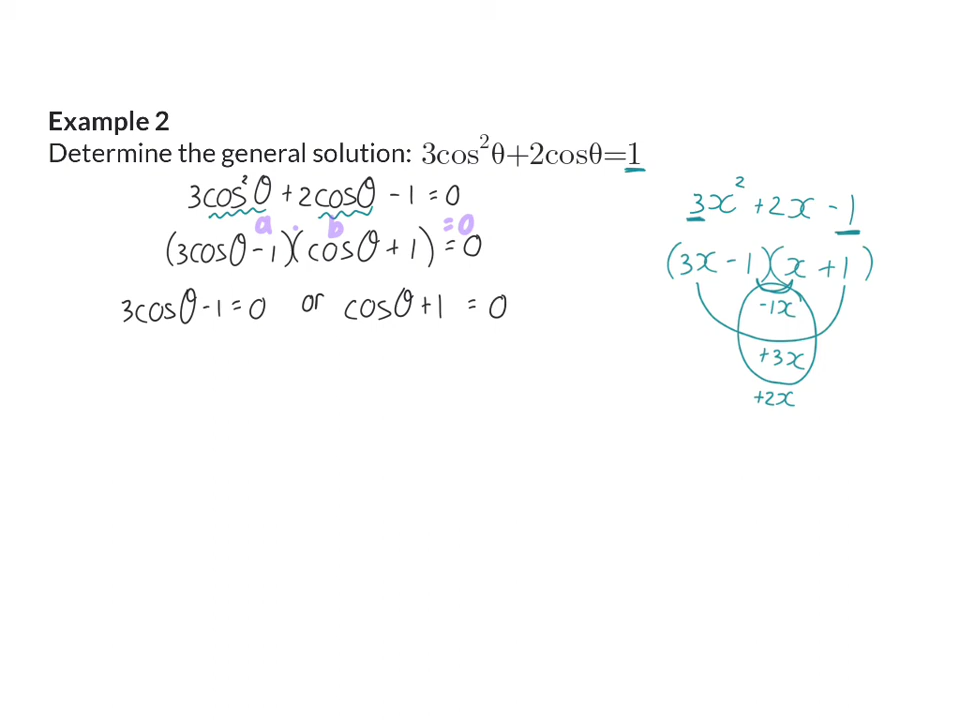 Example 2
Determine the general solution: 3cos²θ+2cosθ=1
3cos²θ + 2cosθ - 1 = 0
a · b = 0
(3cosθ - 1)(cosθ + 1) = 0
3cosθ - 1 = 0 or cosθ + 1 = 0
3x² + 2x - 1
(3x - 1)(x + 1)
-1x
+3x
+2x